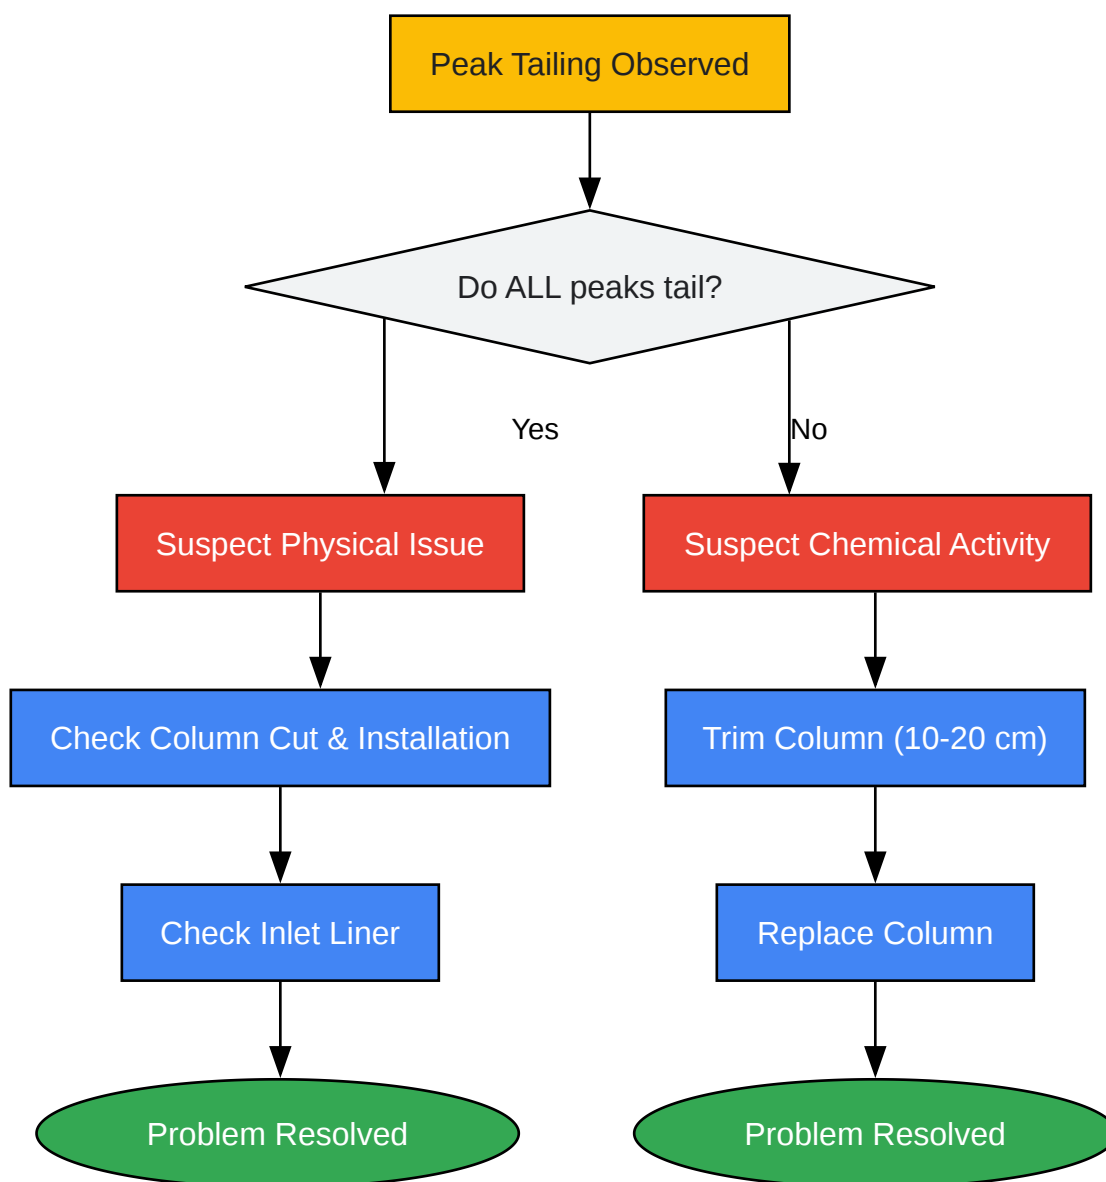 Peak Tailing Observed
Do ALL peaks tail?
Yes
No
Suspect Physical Issue
Suspect Chemical Activity
Check Column Cut & Installation
Trim Column (10-20 cm)
Check Inlet Liner
Replace Column
Problem Resolved
Problem Resolved